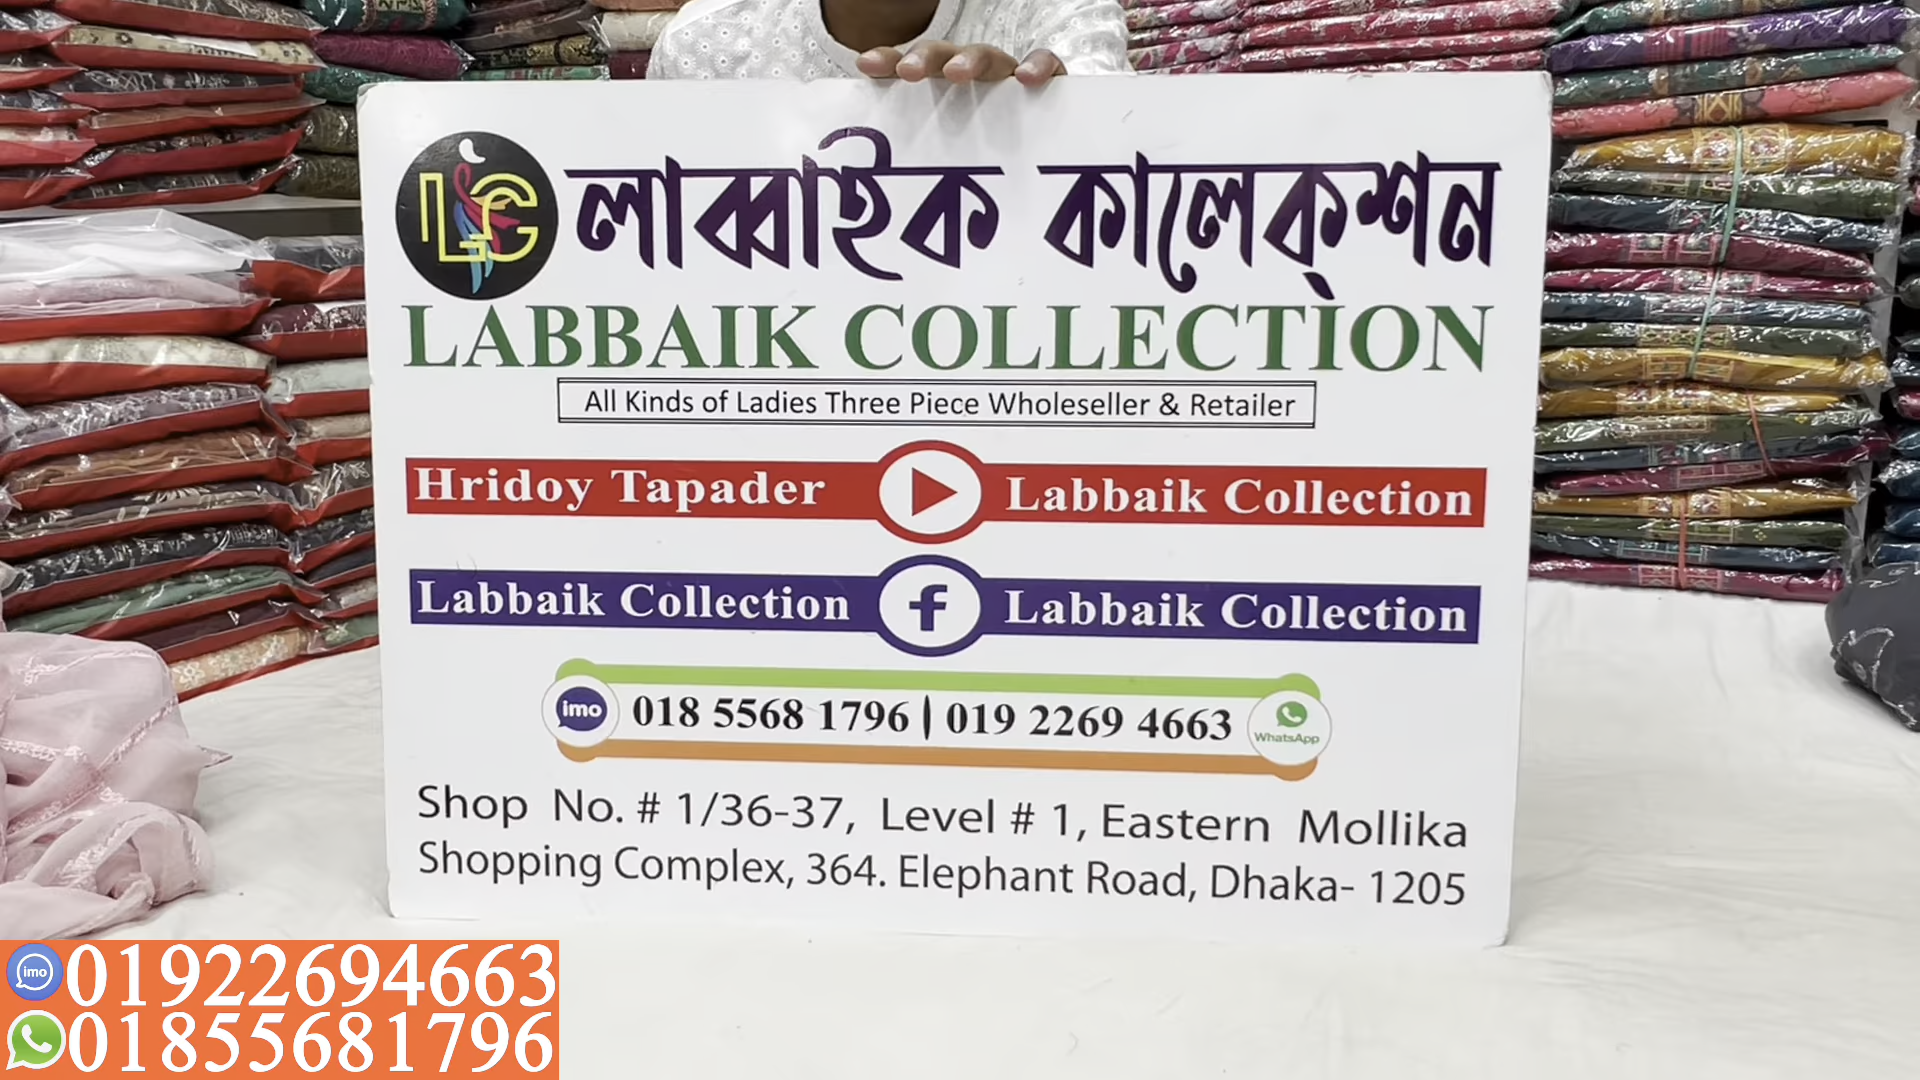 LC
লাব্বাইক কালেক্শন
LABBAIK COLLECTION
All Kinds of Ladies Three Piece Wholeseller & Retailer
Hridoy Tapader Labbaik Collection
Labbaik Collection f Labbaik Collection
imo 018 5568 1796 | 019 2269 4663 WhatsApp
Shop No. # 1/36-37, Level # 1, Eastern Mollika
Shopping Complex, 364. Elephant Road, Dhaka- 1205
imo 01922694663
01855681796